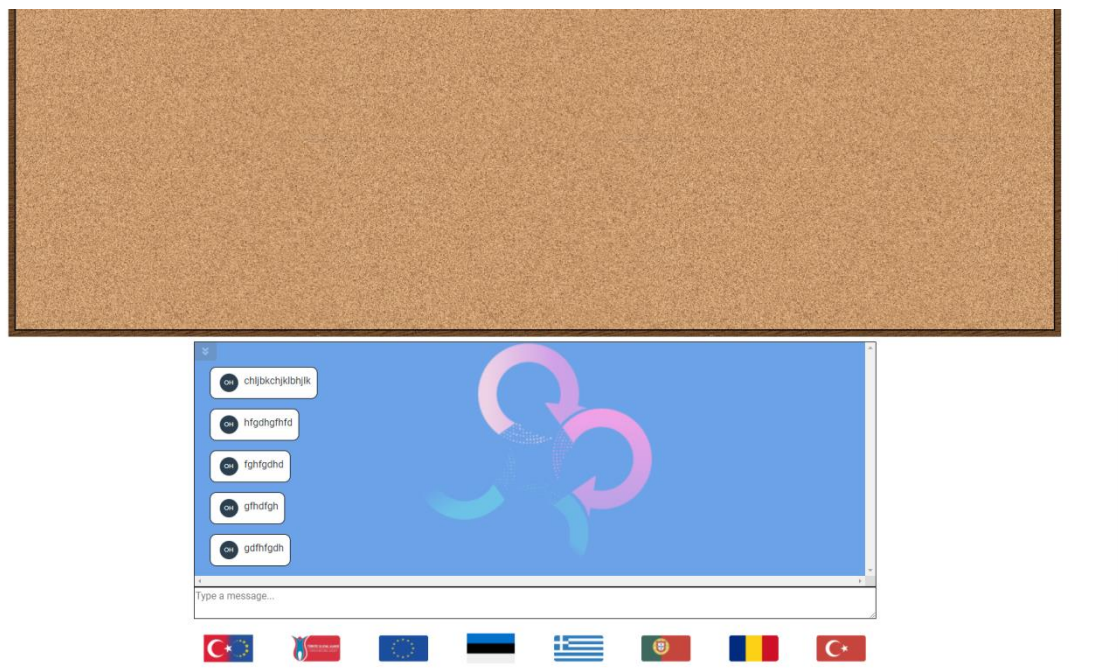 OH chljbkchjklbhjlk
OH hfgdhgfhfd
OH fghfgdhd
OH gfhdfgh
OH gdfhfgdh
Type a message...